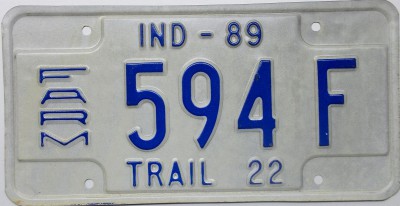 IND - 89
FARM
594 F
TRAIL 22